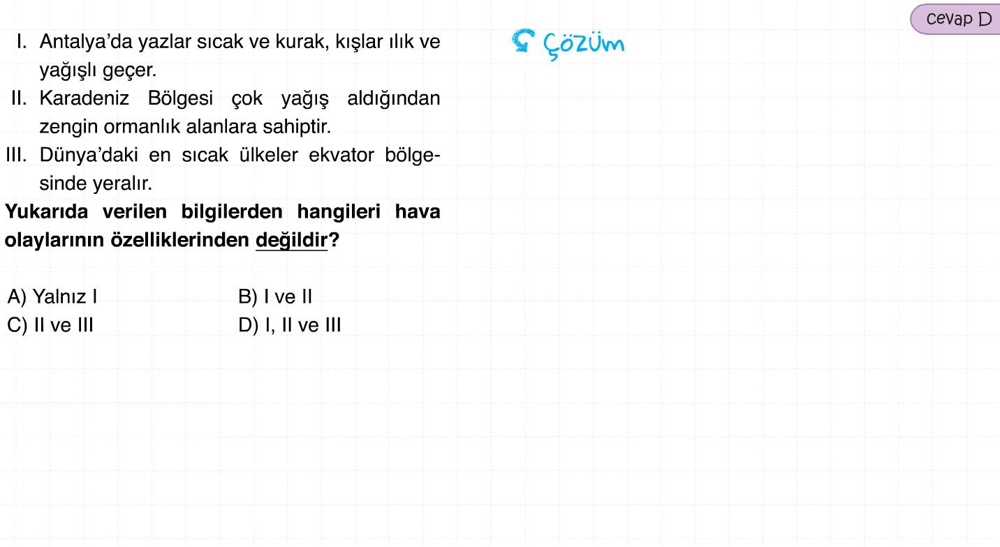 cevap D
I. Antalya'da yazlar sıcak ve kurak, kışlar ılık ve
yağışlı geçer.
II. Karadeniz Bölgesi çok yağış aldığından
zengin ormanlık alanlara sahiptir.
III. Dünya'daki en sıcak ülkeler ekvator bölge-
sinde yeralır.
Yukarıda verilen bilgilerden hangileri hava
olaylarının özelliklerinden değildir?
A) Yalnız I B) I ve II
C) II ve III D) I, II ve III
Çözüm